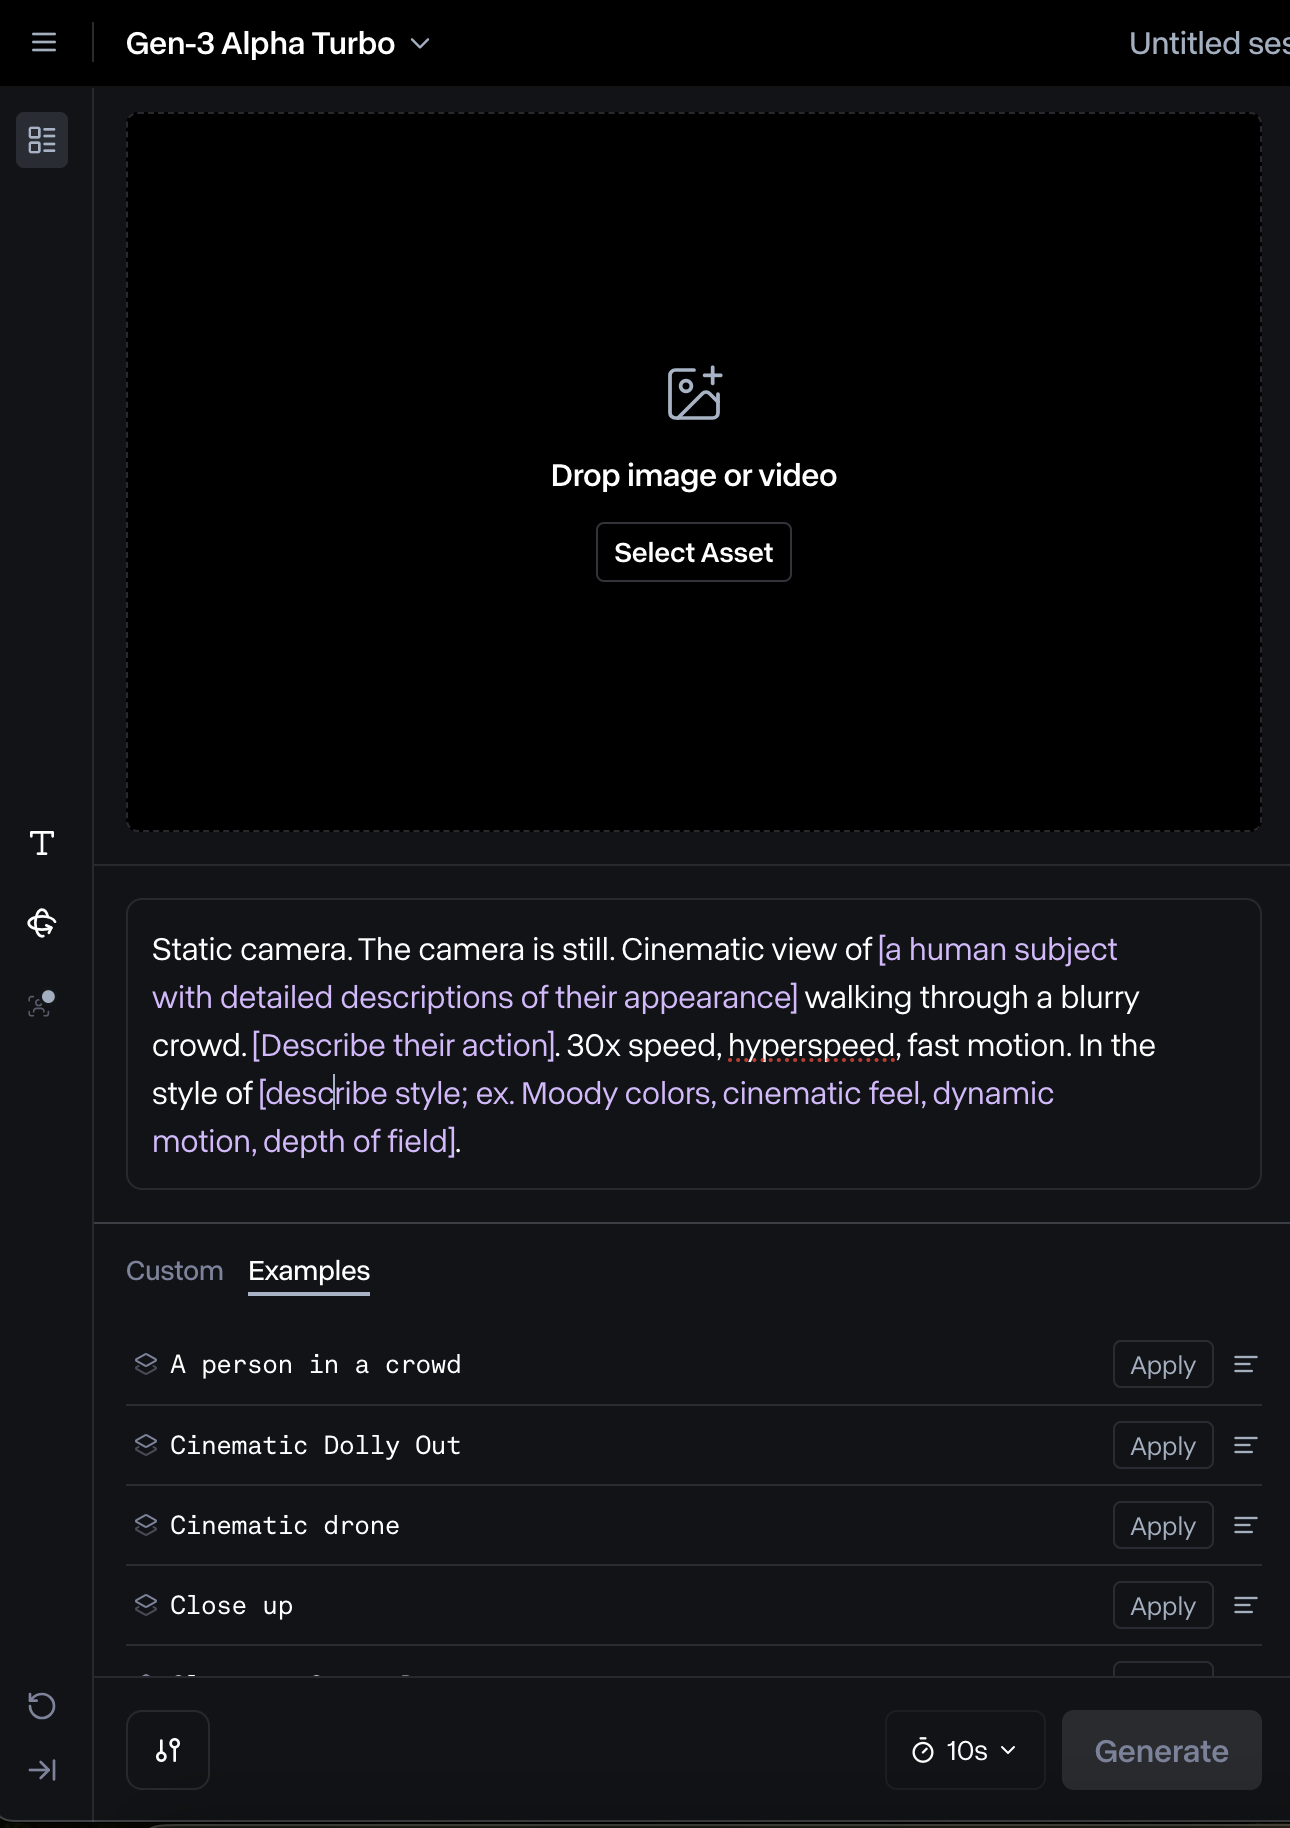 Gen-3 Alpha Turbo
Untitled ses
Drop image or video
Select Asset
Static camera. The camera is still. Cinematic view of [a human subject
with detailed descriptions of their appearance] walking through a blurry
crowd. [Describe their action]. 30x speed, hyperspeed, fast motion. In the
style of [describe style; ex. Moody colors, cinematic feel, dynamic
motion, depth of field].
Custom Examples
A person in a crowd Apply
Cinematic Dolly Out Apply
Cinematic drone Apply
Close up Apply
10s Generate